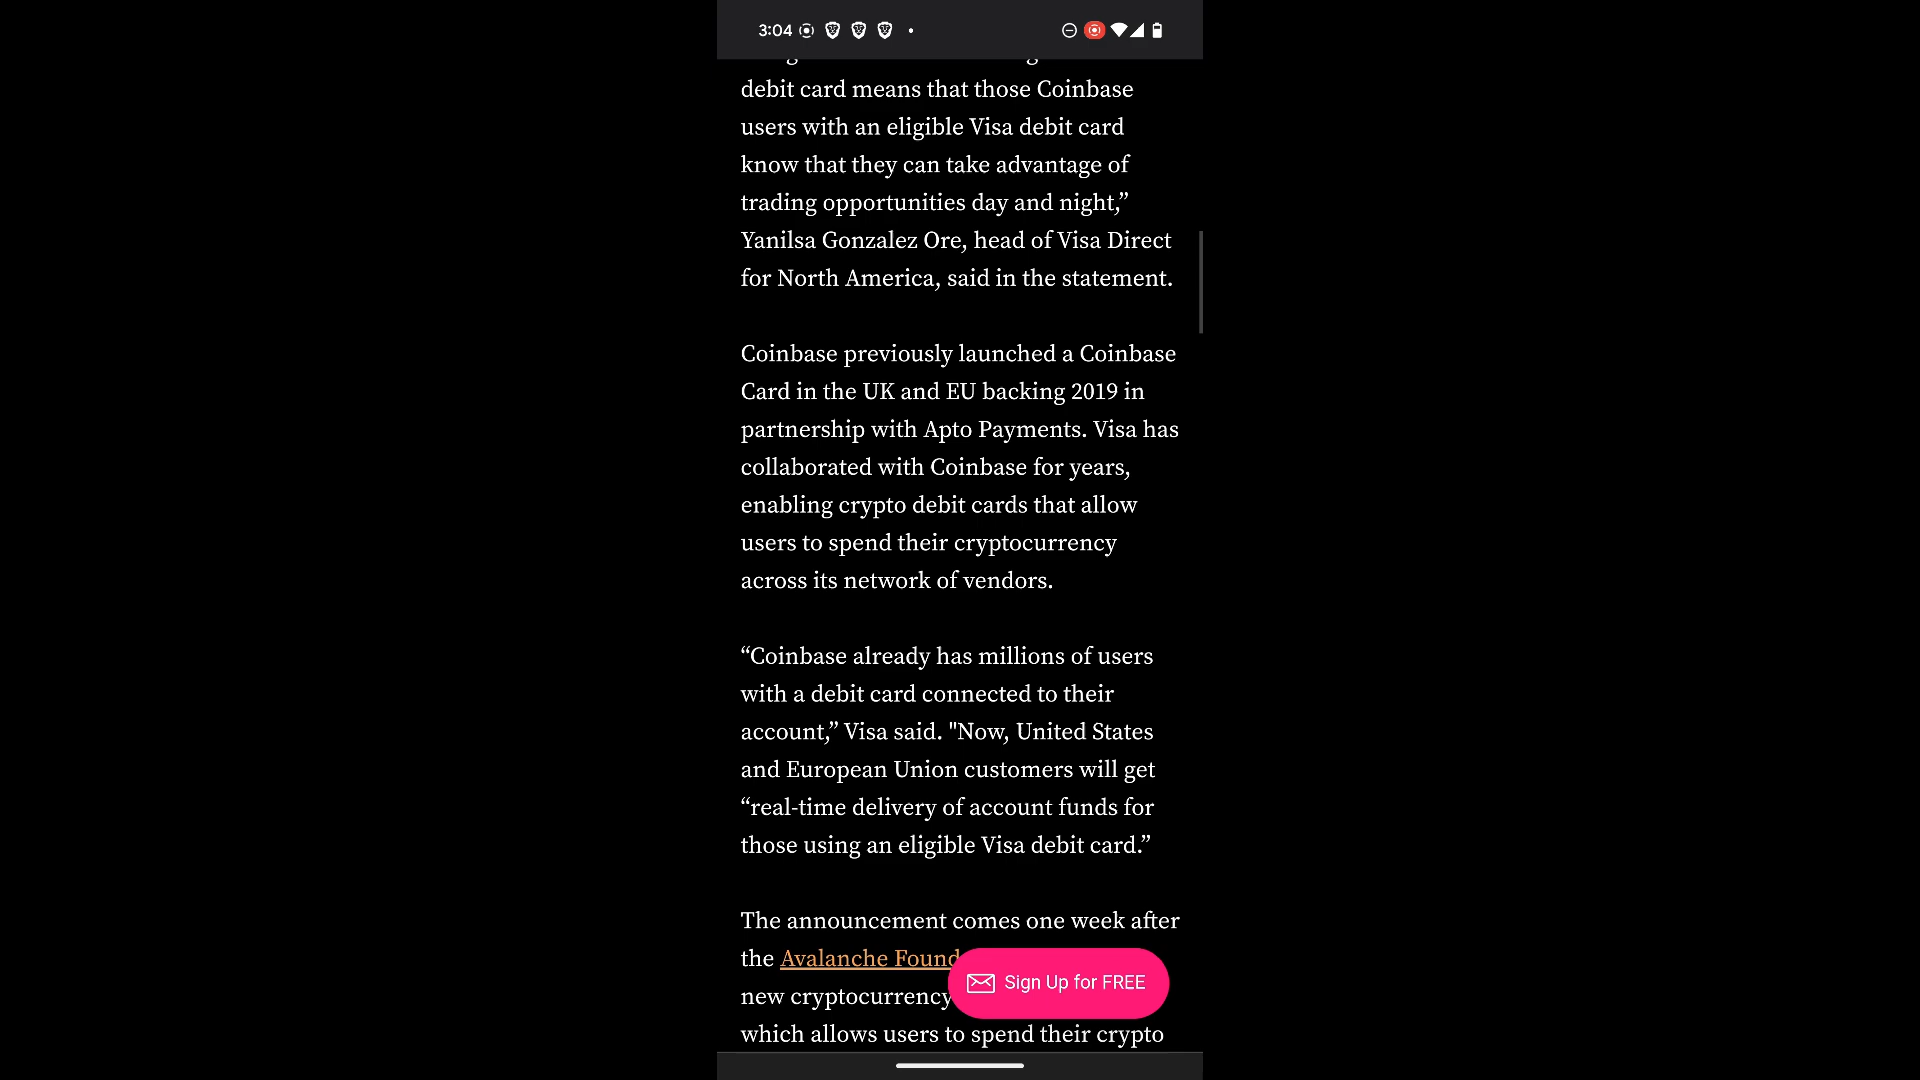 3:04
debit card means that those Coinbase
users with an eligible Visa debit card
know that they can take advantage of
trading opportunities day and night,”
Yanilsa Gonzalez Ore, head of Visa Direct
for North America, said in the statement.
Coinbase previously launched a Coinbase
Card in the UK and EU backing 2019 in
partnership with Apto Payments. Visa has
collaborated with Coinbase for years,
enabling crypto debit cards that allow
users to spend their cryptocurrency
across its network of vendors.
“Coinbase already has millions of users
with a debit card connected to their
account,” Visa said. "Now, United States
and European Union customers will get
“real-time delivery of account funds for
those using an eligible Visa debit card.”
The announcement comes one week after
the Avalanche Found
Sign Up for FREE
new cryptocurrency
which allows users to spend their crypto